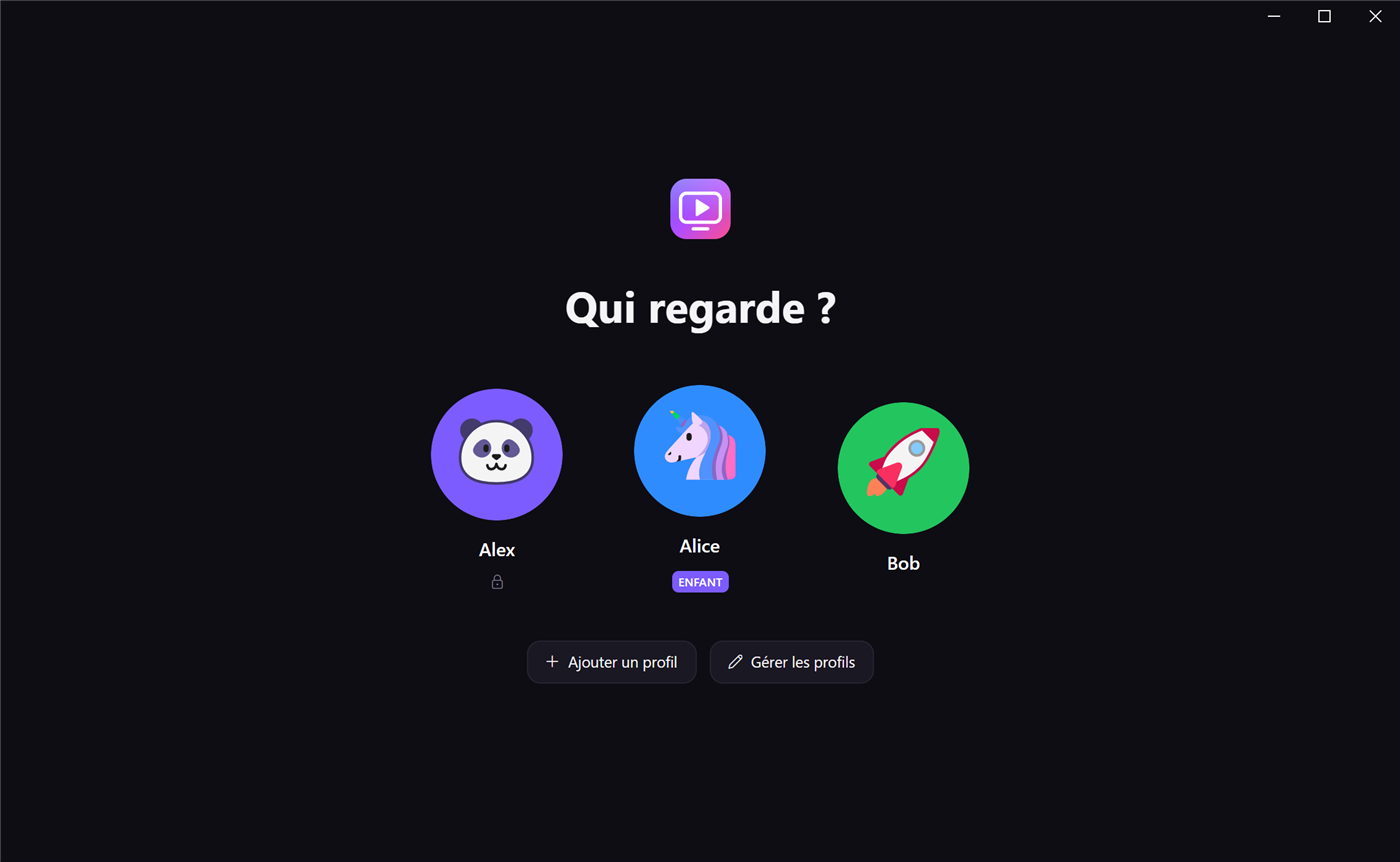 Qui regarde ?
Alex
Alice
Bob
ENFANT
Ajouter un profil
Gérer les profils